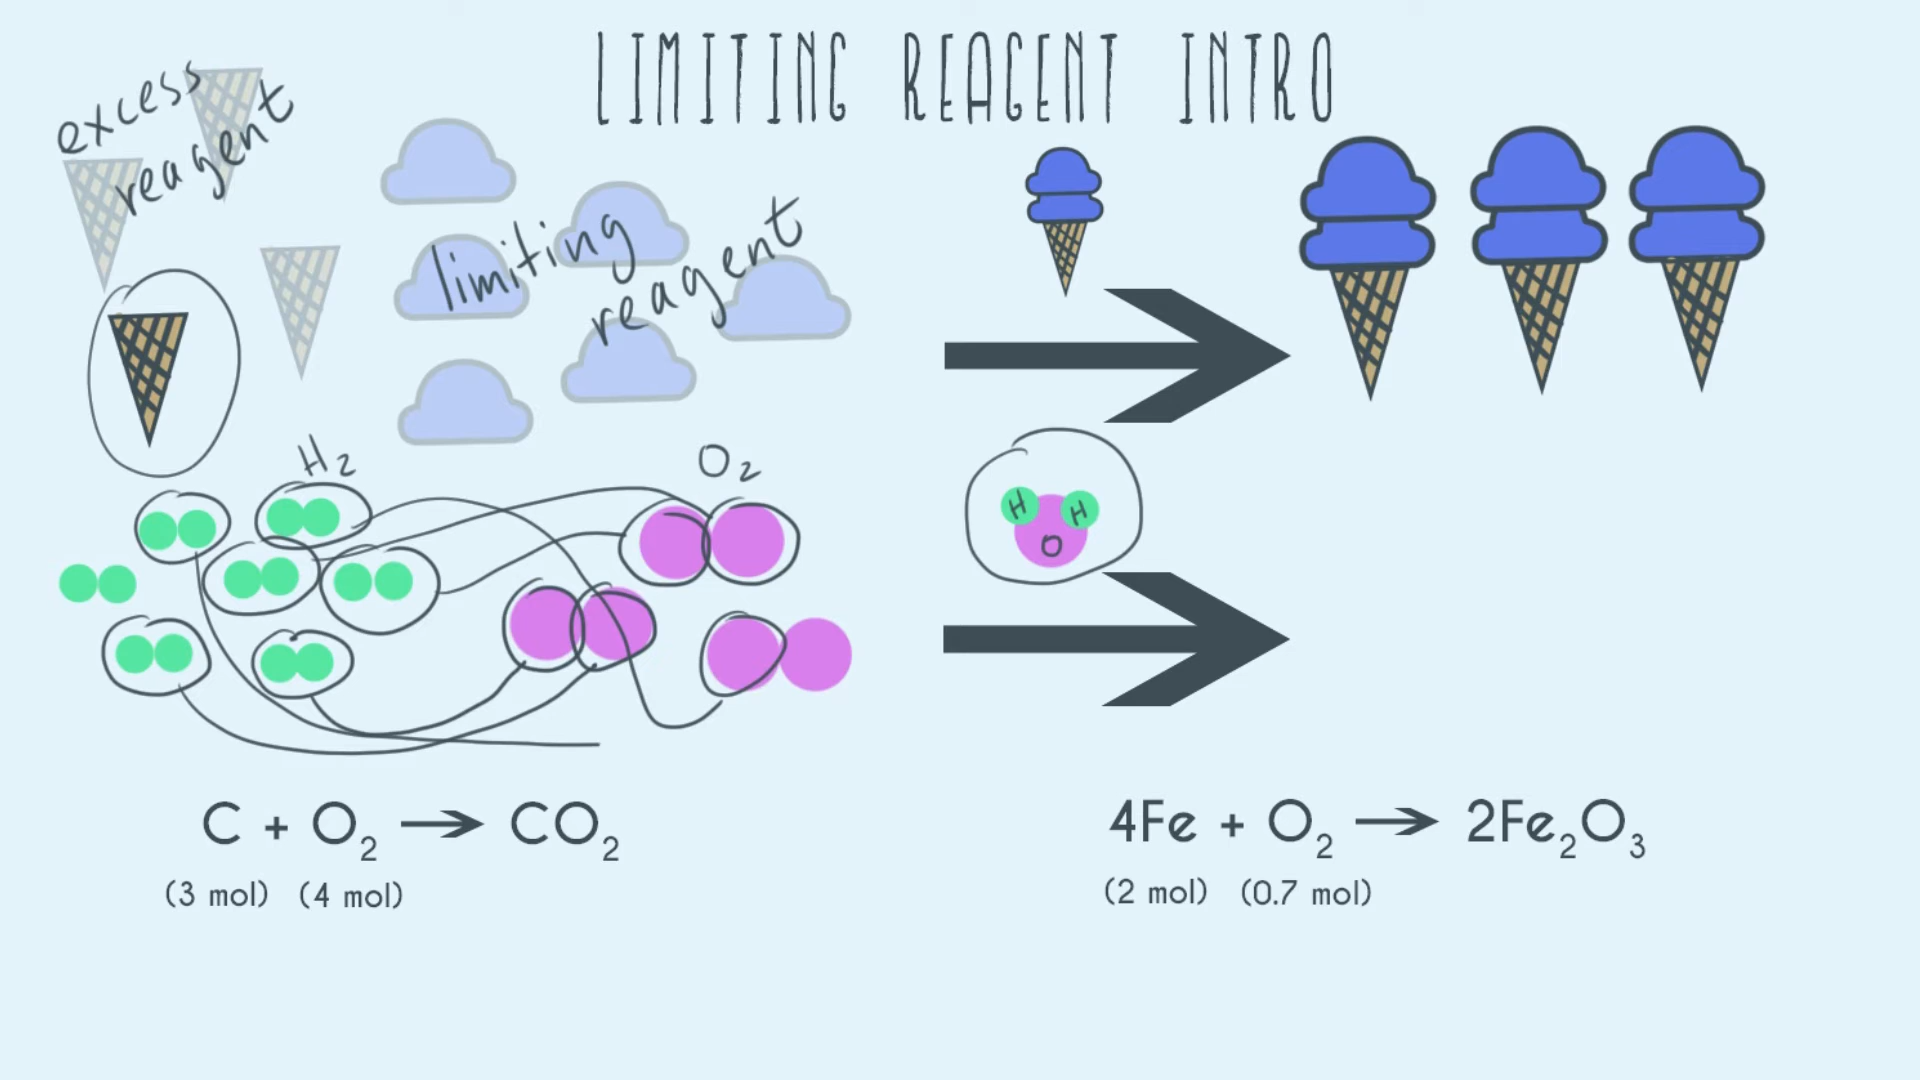 LIMITING REAGENT INTRO
excess
reagent
limiting
reagent
H2
O2
H H
O
C + O2 → CO2
(3 mol) (4 mol)
4Fe + O2 → 2Fe2O3
(2 mol) (0.7 mol)